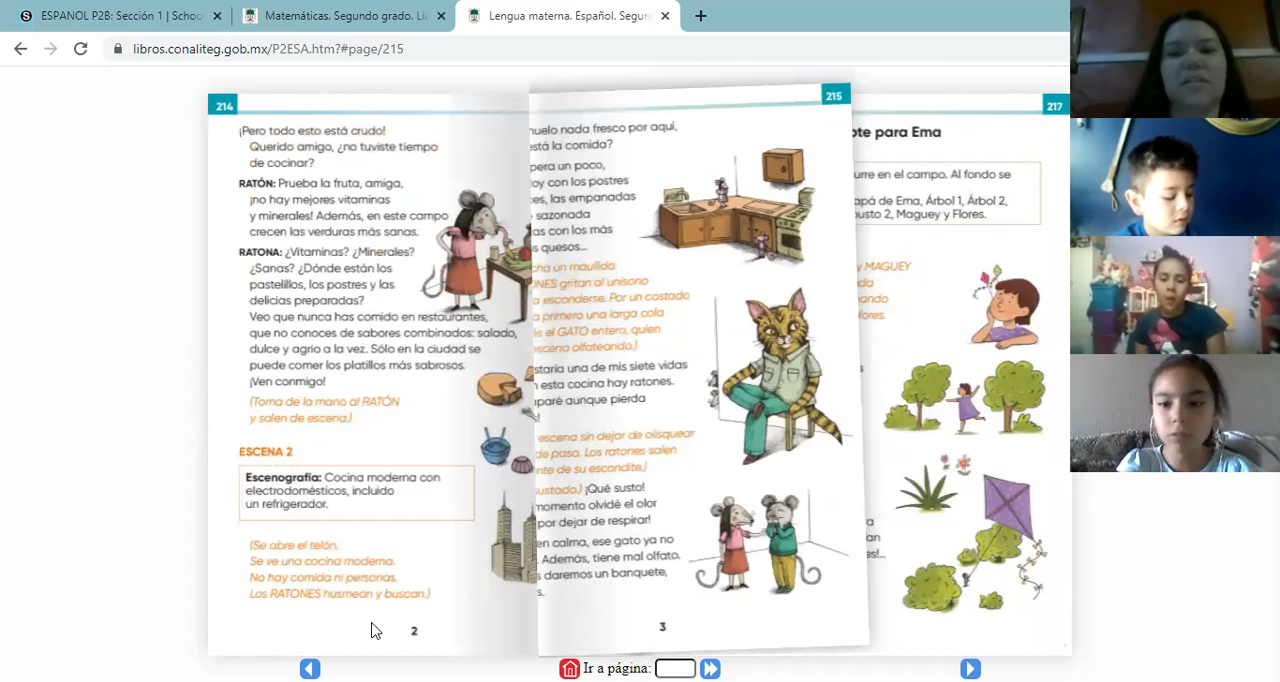 ESPANOL P2B: Sección 1 | Schoo
Matemáticas. Segundo grado. Li
Lengua materna. Español. Segun
libros.conaliteg.gob.mx/P2ESA.htm?#page/215
214
¡Pero todo esto está crudo!
Querido amigo, ¿no tuviste tiempo
de cocinar?
RATÓN: Prueba la fruta, amiga,
¡no hay mejores vitaminas
y minerales! Además, en este campo
crecen las verduras más sanas.
RATONA: ¿Vitaminas? ¿Minerales?
¿Sanas? ¿Dónde están los
pastelillos, los postres y las
delicias preparadas?
Veo que nunca has comido en restaurantes,
que no conoces de sabores combinados: salado,
dulce y agrio a la vez. Sólo en la ciudad se
puede comer los platillos más sabrosos.
¡Ven conmigo!
(Toma de la mano al RATÓN
y salen de escena.)
ESCENA 2
Escenografía: Cocina moderna con
electrodomésticos, incluido
un refrigerador.
(Se abre el telón.
Se ve una cocina moderna.
No hay comida ni personas.
Los RATONES husmean y buscan.)
2
215
huelo nada fresco por aquí,
está la comida?
pera un poco,
oy con los postres
es, las empanadas
sazonada
as con los más
s quesos...
cha un maullido.
ONES gritan al unísono
a esconderse. Por un costado
a primero una larga cola
és el GATO entero, quien
escena olfateando.)
staría una de mis siete vidas
n esta cocina hay ratones.
aparé aunque pierda
s!
escena sin dejar de olisquear
de pasa. Los ratones salen
nte de su escondite.)
sustado.) ¡Qué susto!
momento olvidé el olor
por dejar de respirar!
en calma, ese gato ya no
. Además, tiene mal olfato.
s daremos un banquete,
s.
3
217
ote para Ema
urre en el campo. Al fondo se
apá de Ema, Árbol 1, Árbol 2,
busto 2, Maguey y Flores.
y MAGUEY
da
ando
lores.
s
a
an
es!...
Ir a página: